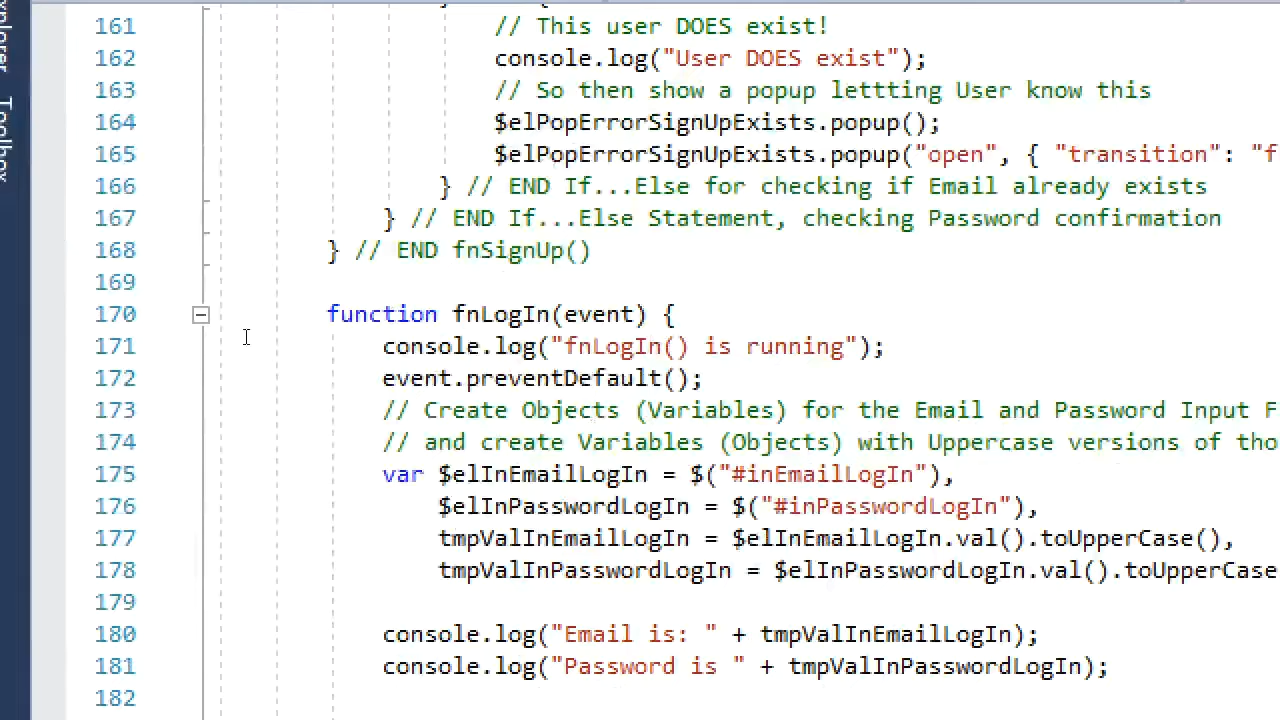 xplorer
Toolbox
161 // This user DOES exist!
162 console.log("User DOES exist");
163 // So then show a popup lettting User know this
164 $elPopErrorSignUpExists.popup();
165 $elPopErrorSignUpExists.popup("open", { "transition": "f
166 } // END If...Else for checking if Email already exists
167 } // END If...Else Statement, checking Password confirmation
168 } // END fnSignUp()
169
170 function fnLogIn(event) {
171 console.log("fnLogIn() is running");
172 event.preventDefault();
173 // Create Objects (Variables) for the Email and Password Input F
174 // and create Variables (Objects) with Uppercase versions of tho
175 var $elInEmailLogIn = $("#inEmailLogIn"),
176 $elInPasswordLogIn = $("#inPasswordLogIn"),
177 tmpValInEmailLogIn = $elInEmailLogIn.val().toUpperCase(),
178 tmpValInPasswordLogIn = $elInPasswordLogIn.val().toUpperCase
179
180 console.log("Email is: " + tmpValInEmailLogIn);
181 console.log("Password is " + tmpValInPasswordLogIn);
182